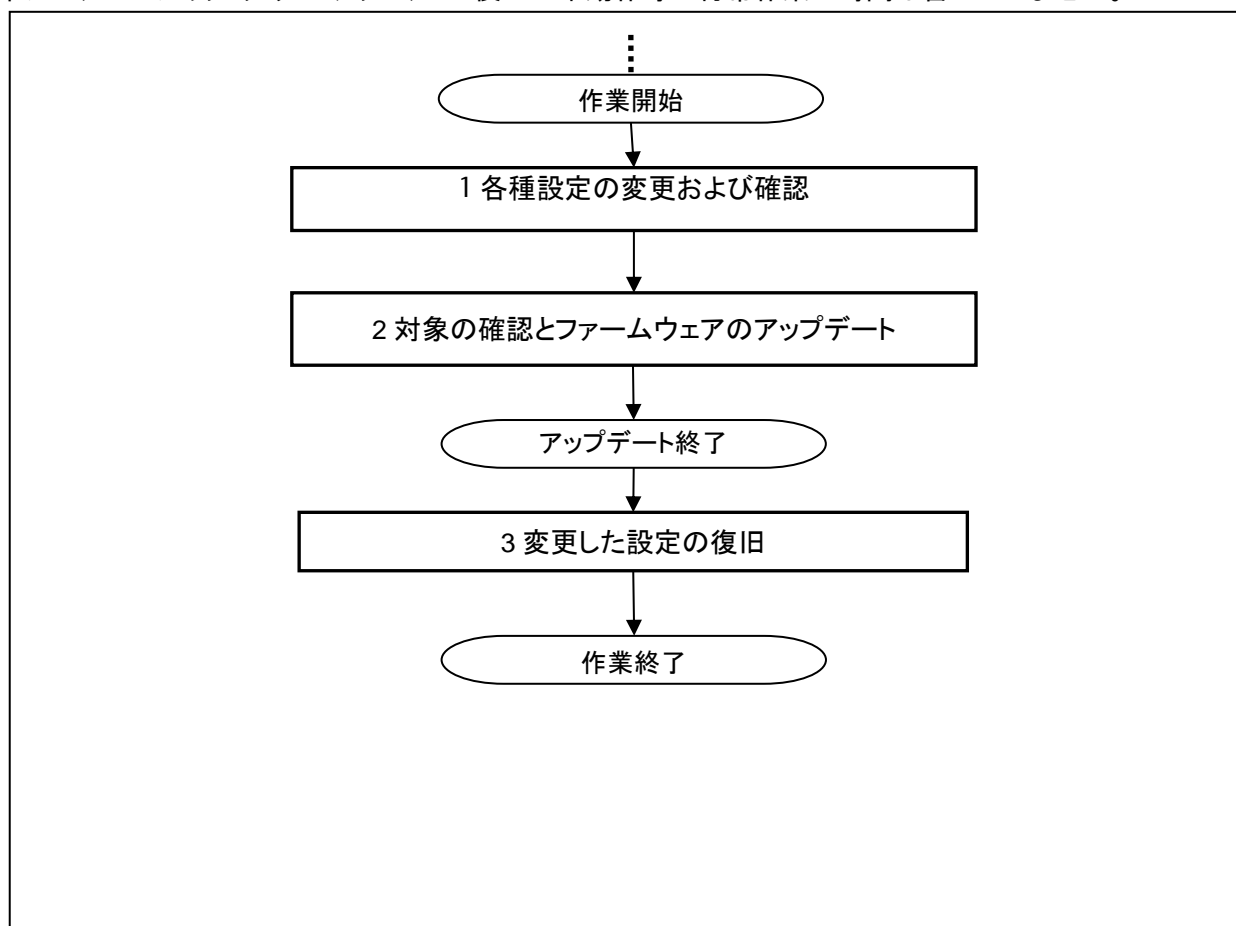 作業開始
1 各種設定の変更および確認
2 対象の確認とファームウェアのアップデート
アップデート終了
3 変更した設定の復旧
作業終了